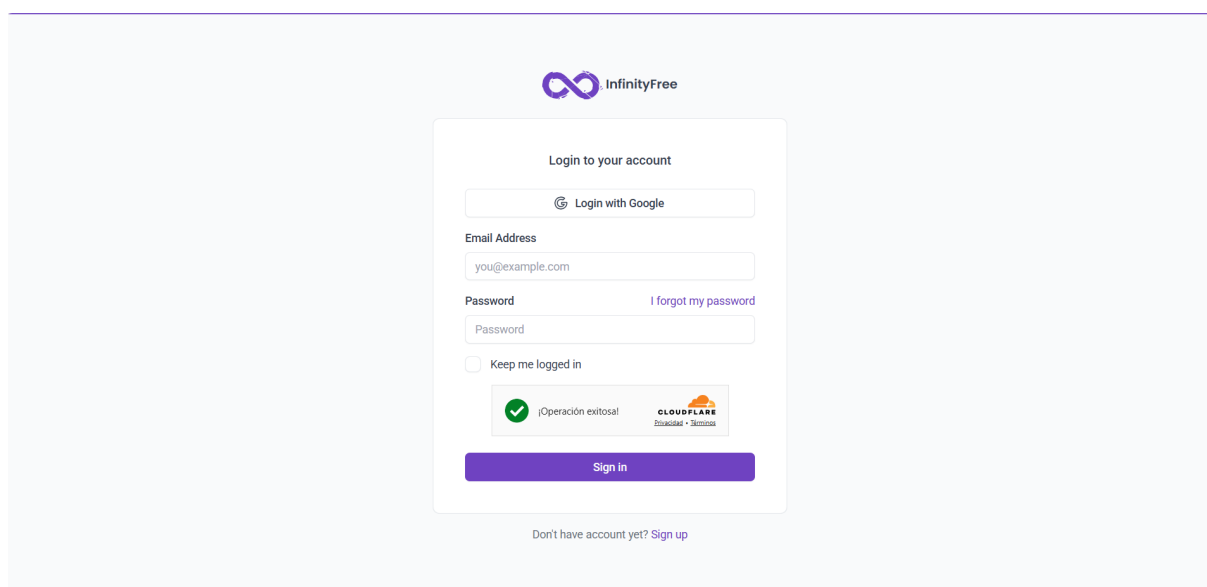 InfinityFree
Login to your account
Login with Google
Email Address
you@example.com
Password I forgot my password
Password
Keep me logged in
¡Operación exitosa!
CLOUDFLARE
Privacidad • Términos
Sign in
Don't have account yet? Sign up